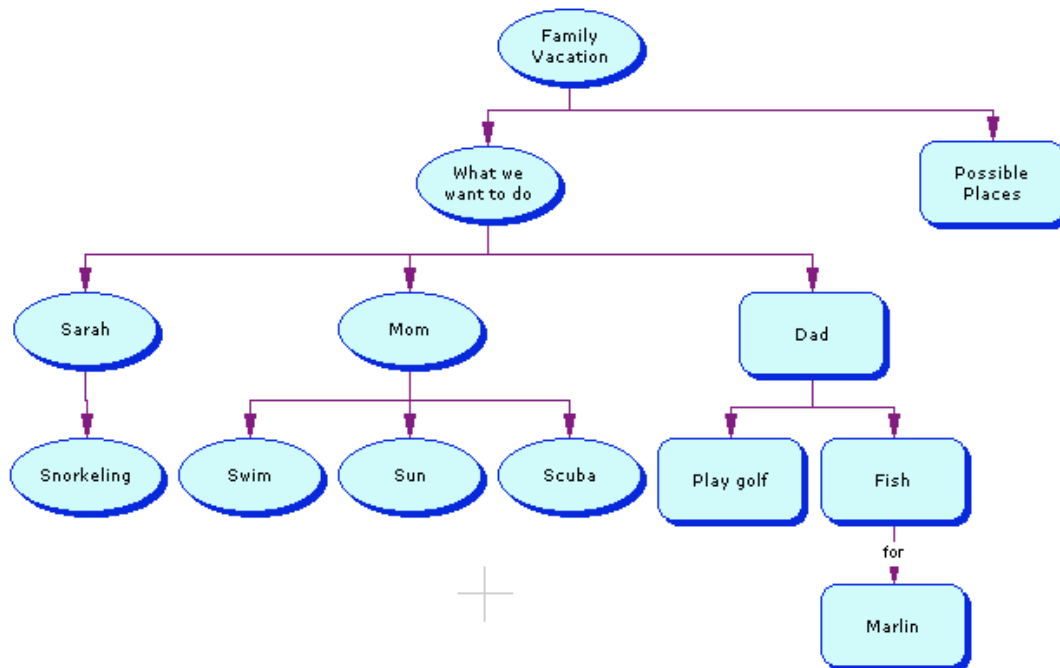 Family
Vacation
What we
want to do
Possible
Places
Sarah
Mom
Dad
Snorkeling
Swim
Sun
Scuba
Play golf
Fish
for
Marlin